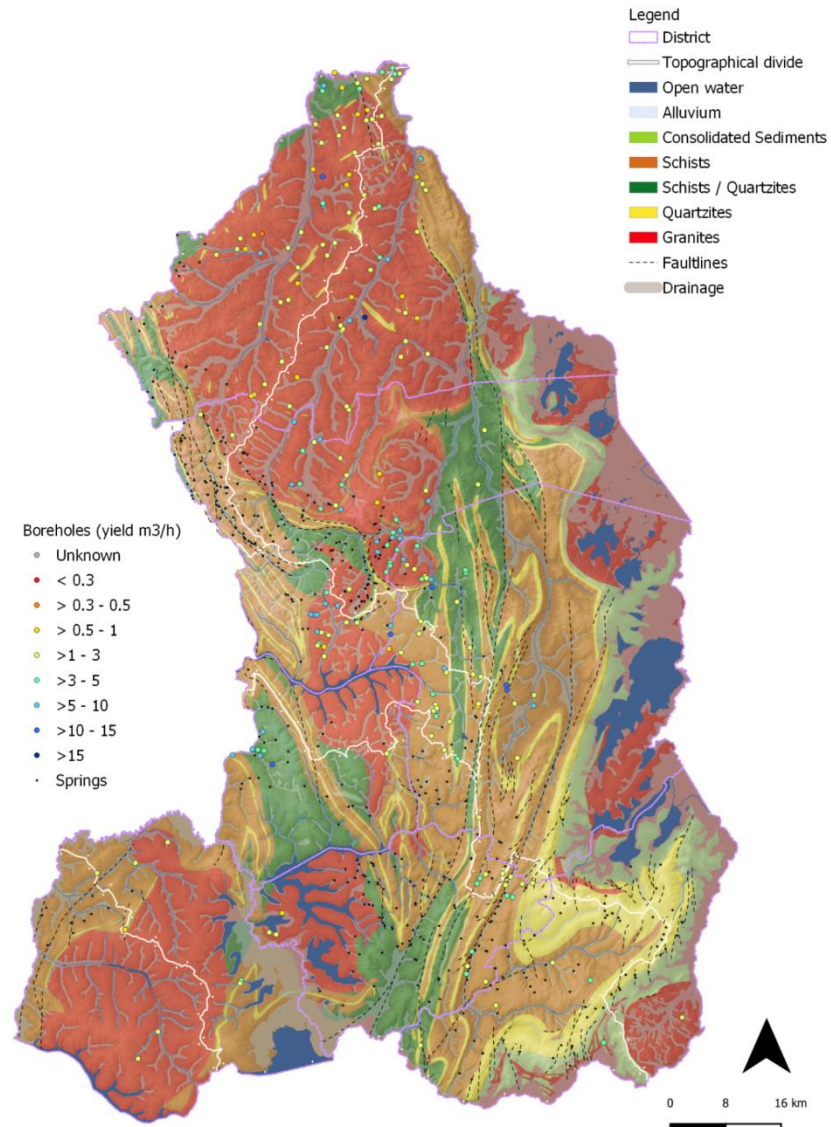 Legend
District
Topographical divide
Open water
Alluvium
Consolidated Sediments
Schists
Schists / Quartzites
Quartzites
Granites
Faultlines
Drainage
Boreholes (yield m3/h)
Unknown
< 0.3
> 0.3 - 0.5
> 0.5 - 1
>1 - 3
>3 - 5
>5 - 10
>10 - 15
>15
Springs
0 8 16 km